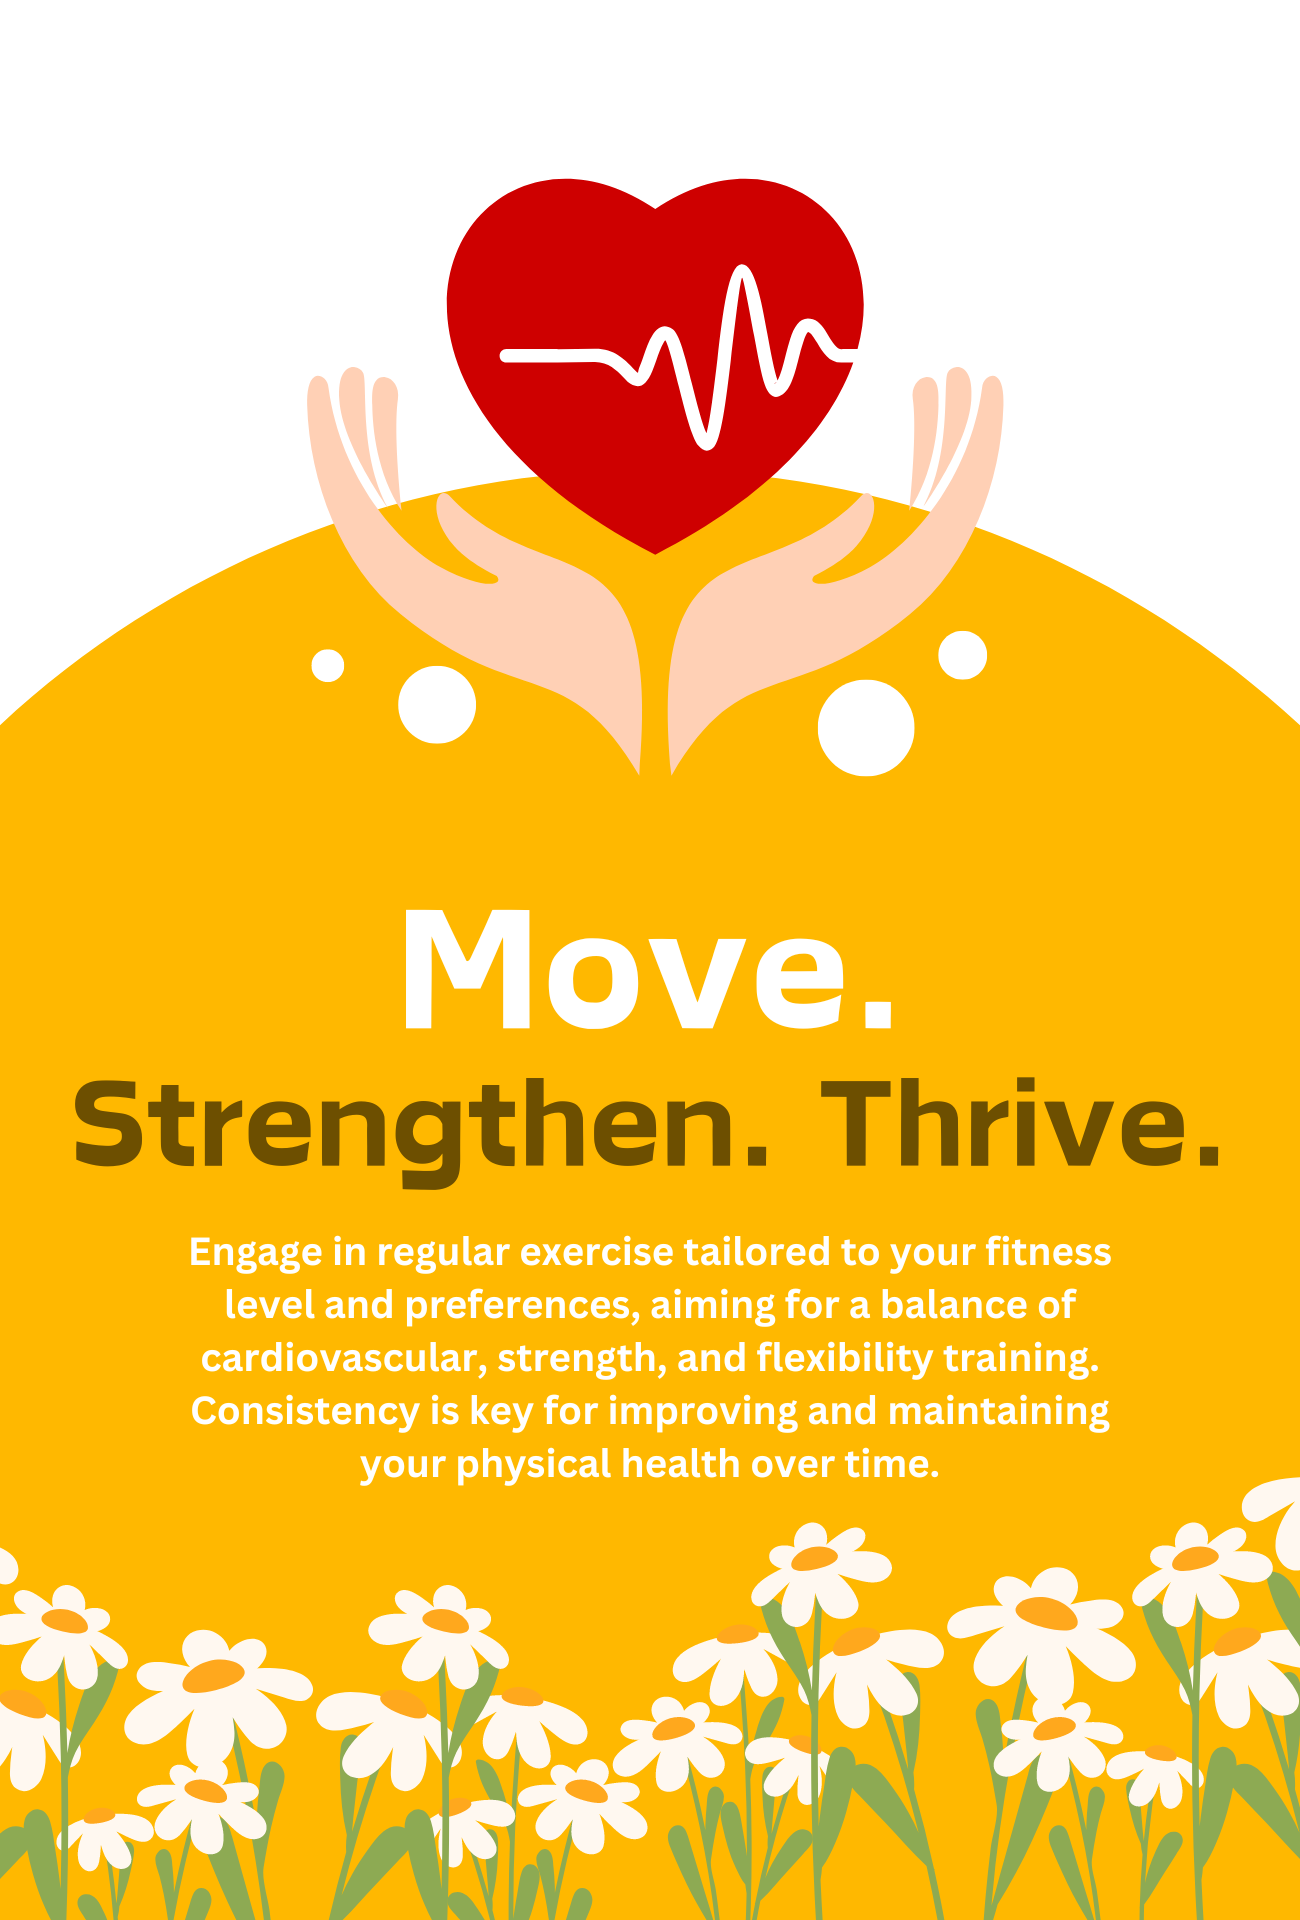 Move.
Strengthen. Thrive.
Engage in regular exercise tailored to your fitness
level and preferences, aiming for a balance of
cardiovascular, strength, and flexibility training.
Consistency is key for improving and maintaining
your physical health over time.